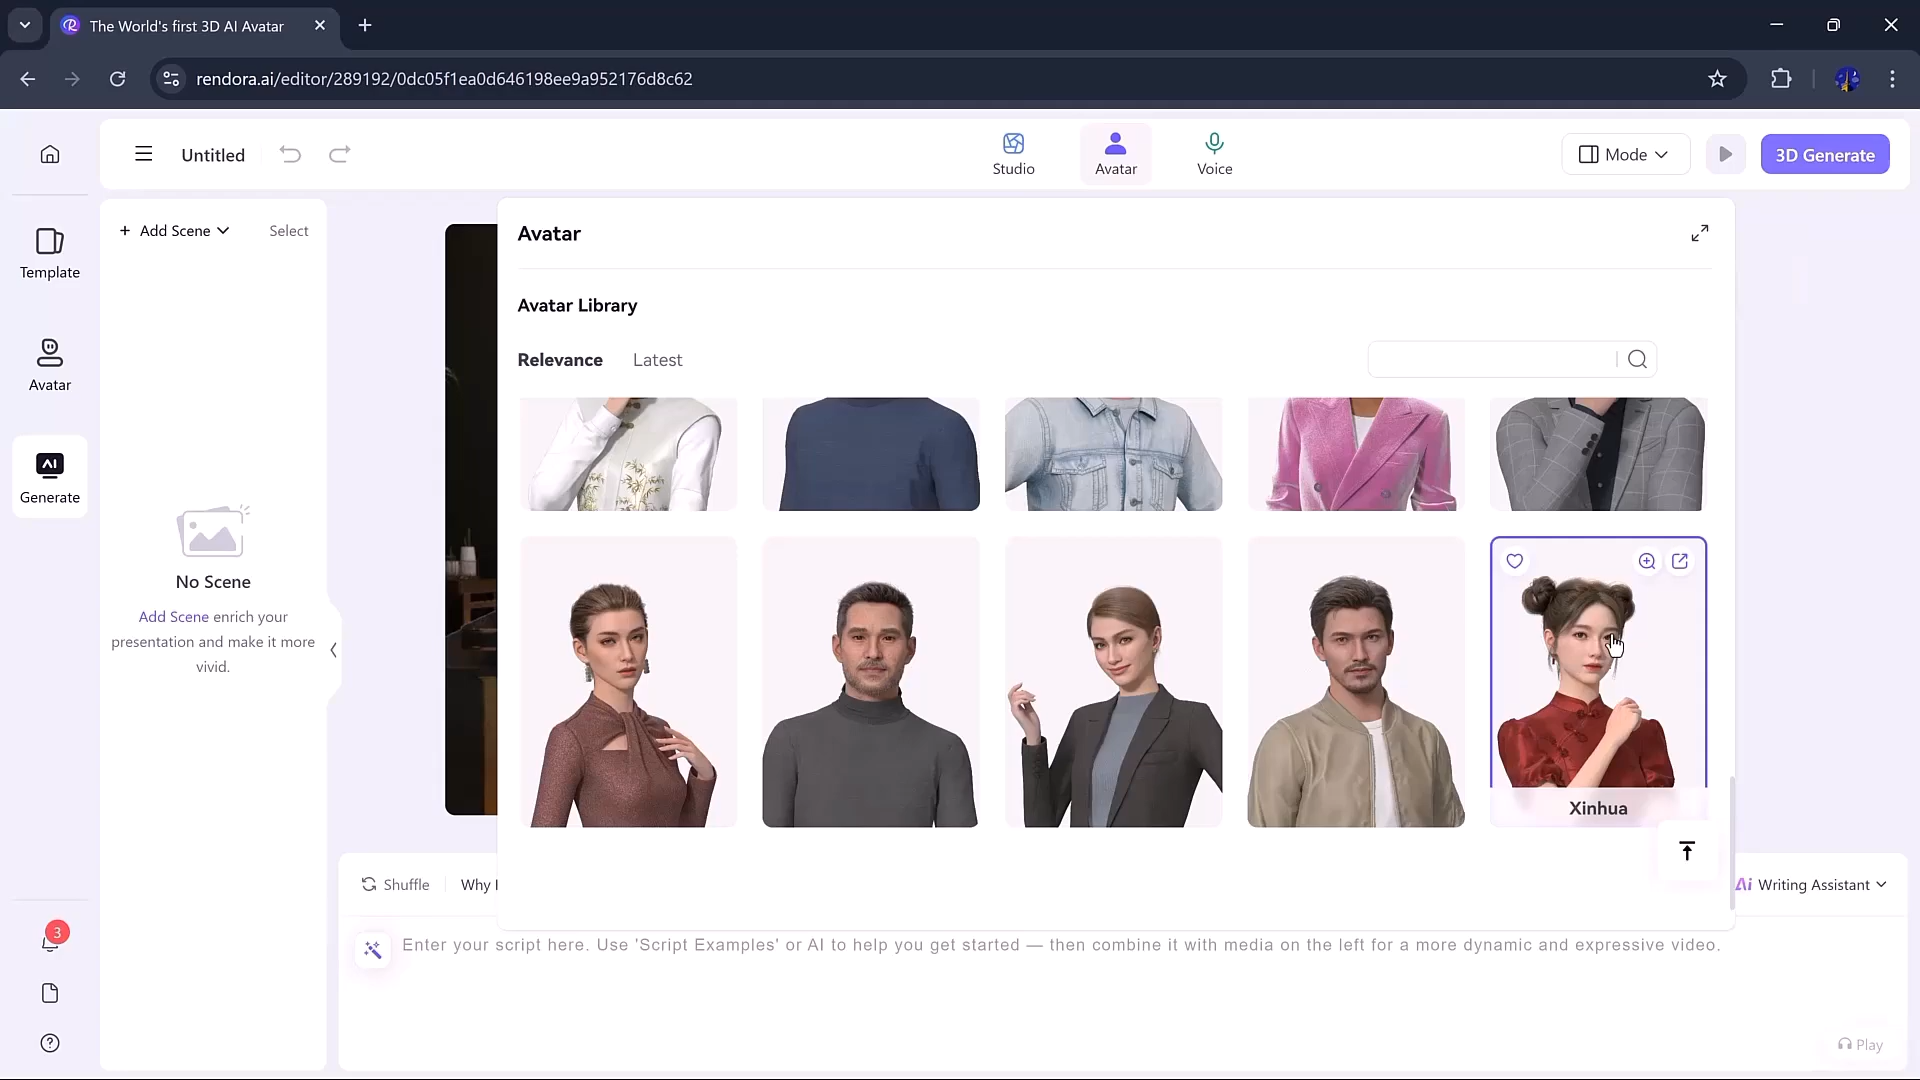 The World's first 3D AI Avatar
rendora.ai/editor/289192/0dc05f1ea0d646198ee9a952176d8c62
Untitled
Studio
Avatar
Voice
Mode
3D Generate
Template
Avatar
AI
Generate
3
+ Add Scene
Select
No Scene
Add Scene enrich your
presentation and make it more
vivid.
Avatar
Avatar Library
Relevance
Latest
Xinhua
Shuffle
Why
Ai Writing Assistant
Enter your script here. Use 'Script Examples' or AI to help you get started — then combine it with media on the left for a more dynamic and expressive video.
Play